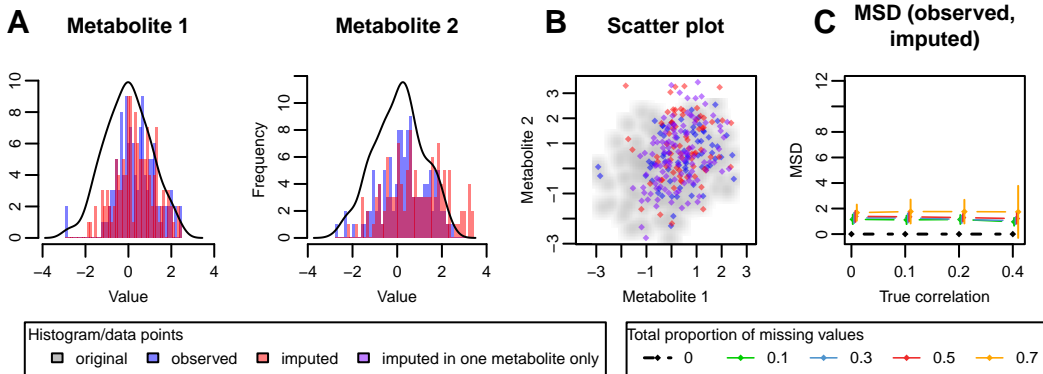 A
Metabolite 1
0 2 4 6 8 10
−4 −2 0 2 4
Value
Metabolite 2
Frequency
0 2 4 6 8 10
−4 −2 0 2 4
Value
B
Scatter plot
Metabolite 2
−3 −1 1 2 3
−3 −1 0 1 2 3
Metabolite 1
C
MSD (observed,
imputed)
MSD
0 2 4 6 8 12
0 0.1 0.2 0.4
True correlation
Histogram/data points
original observed imputed imputed in one metabolite only
Total proportion of missing values
0 0.1 0.3 0.5 0.7